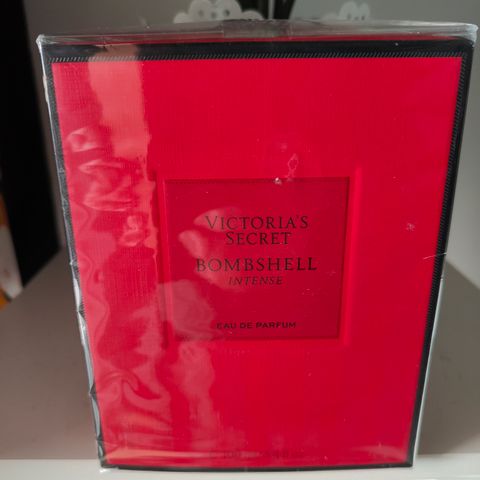 VICTORIA'S
SECRET
BOMBSHELL
INTENSE
EAU DE PARFUM